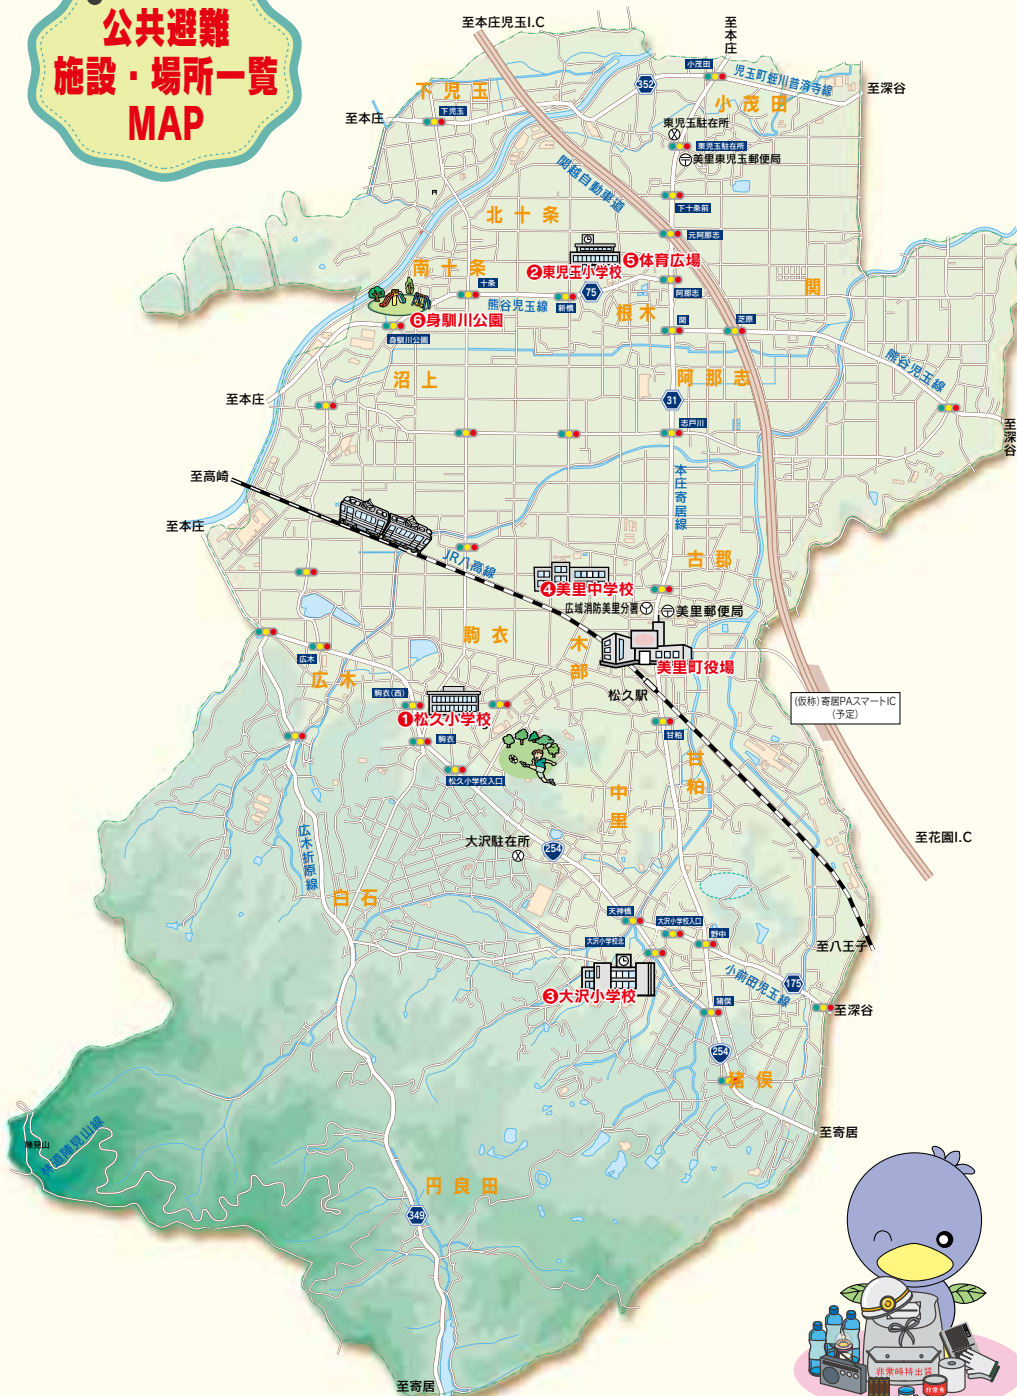 公共避難
施設・場所一覧
MAP
至本庄児玉I.C
至本庄
小茂田
児玉町蛭川普済寺線
至深谷
352
下児玉
下児玉
至本庄
小茂田
東児玉駐在所
東児玉駐在所
美里東児玉郵便局
関越自動車道
下十条前
北十条
元阿那志
❺体育広場
南十条
❷東児玉小学校
十条
75
阿那志
関
熊谷児玉線
新橋
根木
❻身馴川公園
身馴川公園
関
芝原
熊谷児玉線
沼上
阿那志
至本庄
31
志戸川
至深谷
至高崎
本庄寄居線
至本庄
JR八高線
古郡
❹美里中学校
広域消防美里分署
美里郵便局
駒衣
木部
美里町役場
広木
広木
松久駅
駒衣(西)
❶松久小学校
(仮称)寄居PAスマートIC
(予定)
駒衣
甘粕
甘粕
松久小学校入口
中里
広木折原線
大沢駐在所
254
至花園I.C
白石
天神橋
大沢小学校入口
野中
大沢小学校北
至八王子
小前田児玉線
175
❸大沢小学校
猪俣
至深谷
254
猪俣
至寄居
陣見山
林道陣見山線
円良田
349
至寄居
非常時持出袋
非常食